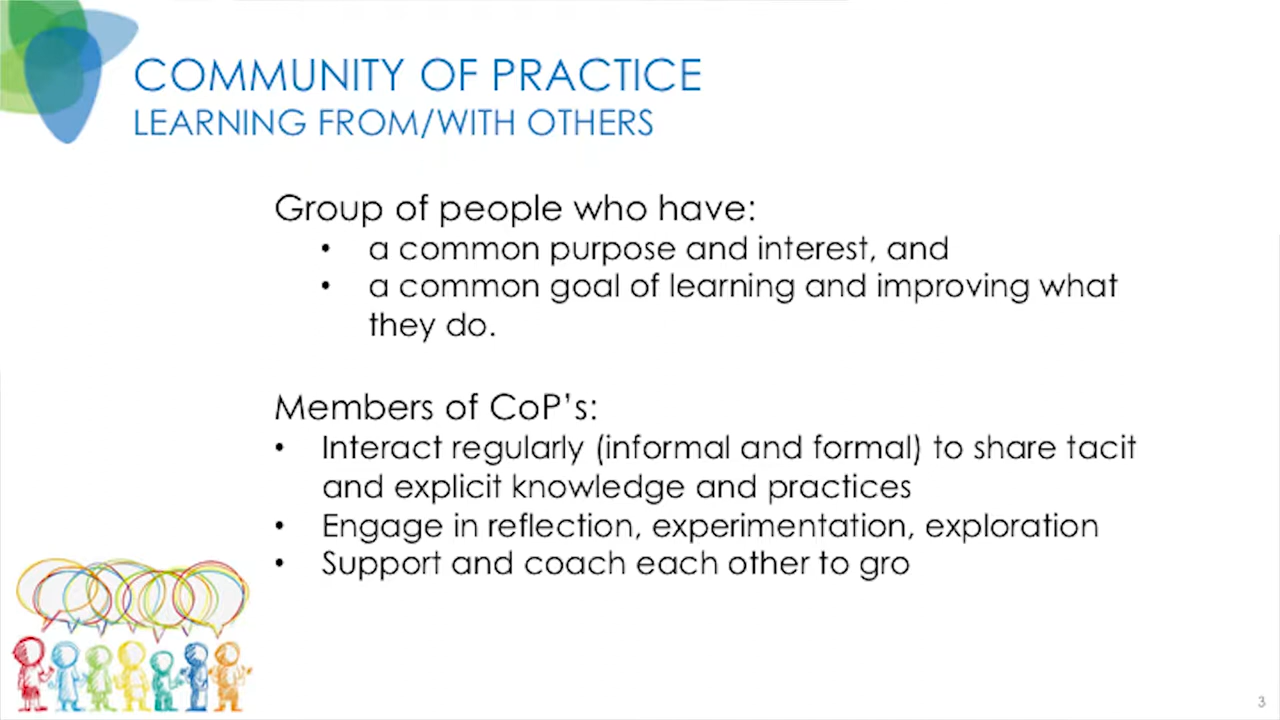 COMMUNITY OF PRACTICE
LEARNING FROM/WITH OTHERS
Group of people who have:
• a common purpose and interest, and
• a common goal of learning and improving what
they do.
Members of CoP’s:
• Interact regularly (informal and formal) to share tacit
and explicit knowledge and practices
• Engage in reflection, experimentation, exploration
• Support and coach each other to gro
3